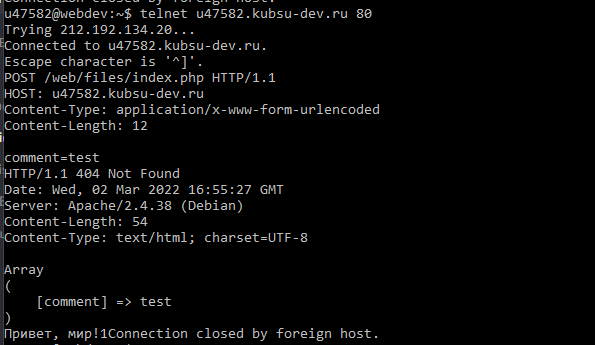 connection closed by foreign host.
u47582@webdev:~$ telnet u47582.kubsu-dev.ru 80
Trying 212.192.134.20...
Connected to u47582.kubsu-dev.ru.
Escape character is '^]'.
POST /web/files/index.php HTTP/1.1
HOST: u47582.kubsu-dev.ru
Content-Type: application/x-www-form-urlencoded
Content-Length: 12

comment=test
HTTP/1.1 404 Not Found
Date: Wed, 02 Mar 2022 16:55:27 GMT
Server: Apache/2.4.38 (Debian)
Content-Length: 54
Content-Type: text/html; charset=UTF-8

Array
(
    [comment] => test
)
Привет, мир!1Connection closed by foreign host.